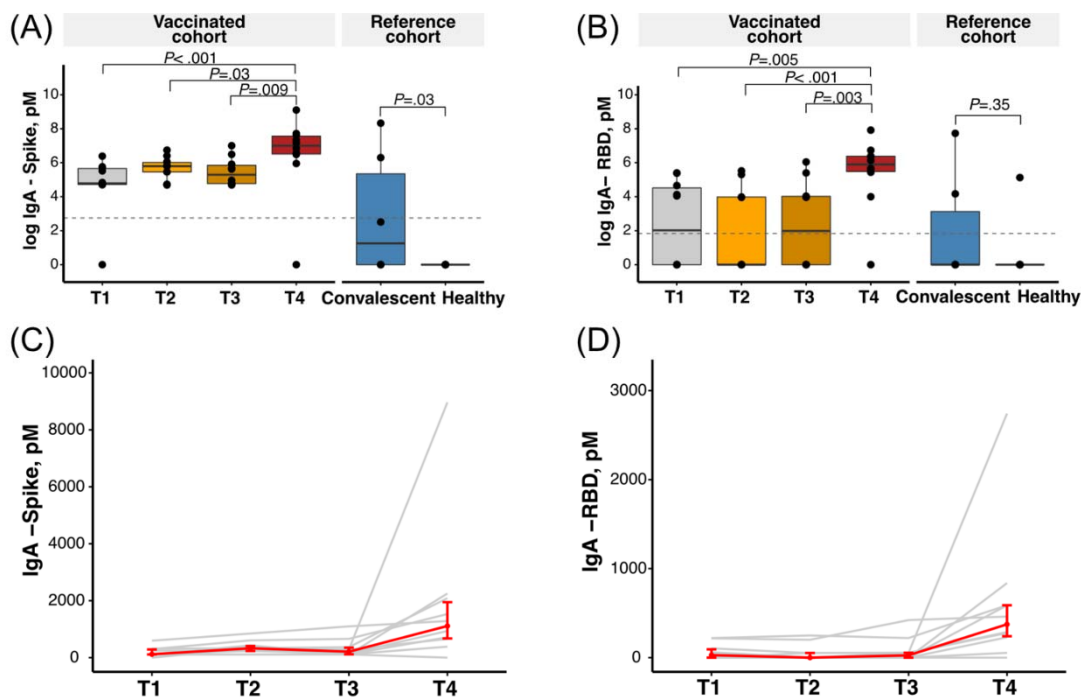 (A)
Vaccinated
cohort
Reference
cohort
P< .001
P=.03
P=.009
P=.03
log IgA - Spike, pM
8
6
4
2
0
T1
T2
T3
T4
Convalescent Healthy
(B)
Vaccinated
cohort
Reference
cohort
P=.005
P< .001
P=.003
P=.35
log IgA− RBD, pM
8
6
4
2
0
T1
T2
T3
T4
Convalescent Healthy
(C)
IgA −Spike, pM
10000
8000
6000
4000
2000
0
T1
T2
T3
T4
(D)
IgA −RBD, pM
3000
2000
1000
0
T1
T2
T3
T4